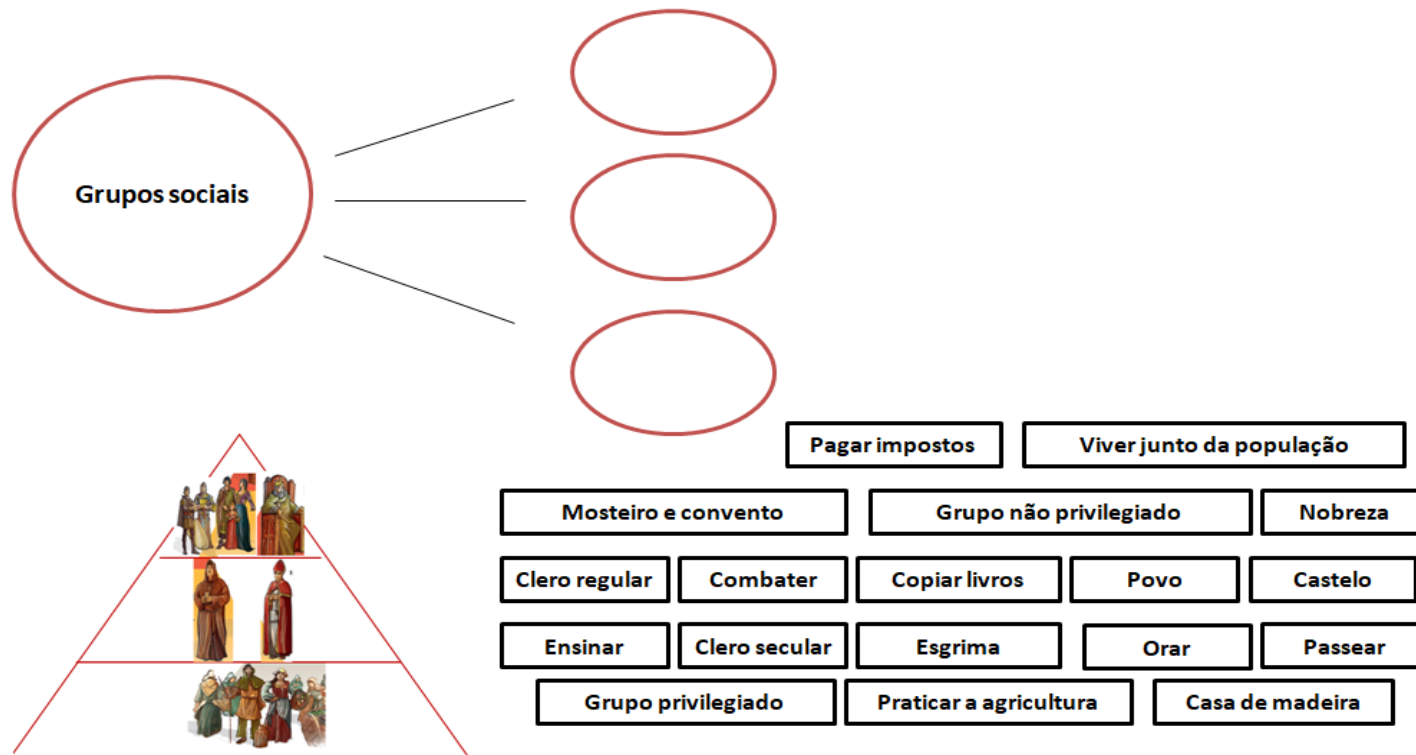 Grupos sociais
Pagar impostos
Viver junto da população
Mosteiro e convento
Grupo não privilegiado
Nobreza
Clero regular
Combater
Copiar livros
Povo
Castelo
Ensinar
Clero secular
Esgrima
Orar
Passear
Grupo privilegiado
Praticar a agricultura
Casa de madeira